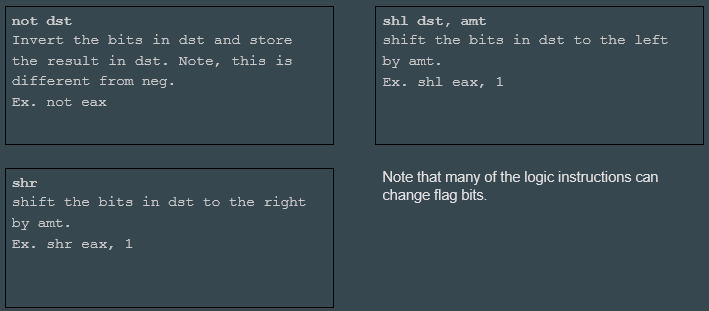 not dst
Invert the bits in dst and store
the result in dst. Note, this is
different from neg.
Ex. not eax
shl dst, amt
shift the bits in dst to the left
by amt.
Ex. shl eax, 1
shr
shift the bits in dst to the right
by amt.
Ex. shr eax, 1
Note that many of the logic instructions can
change flag bits.